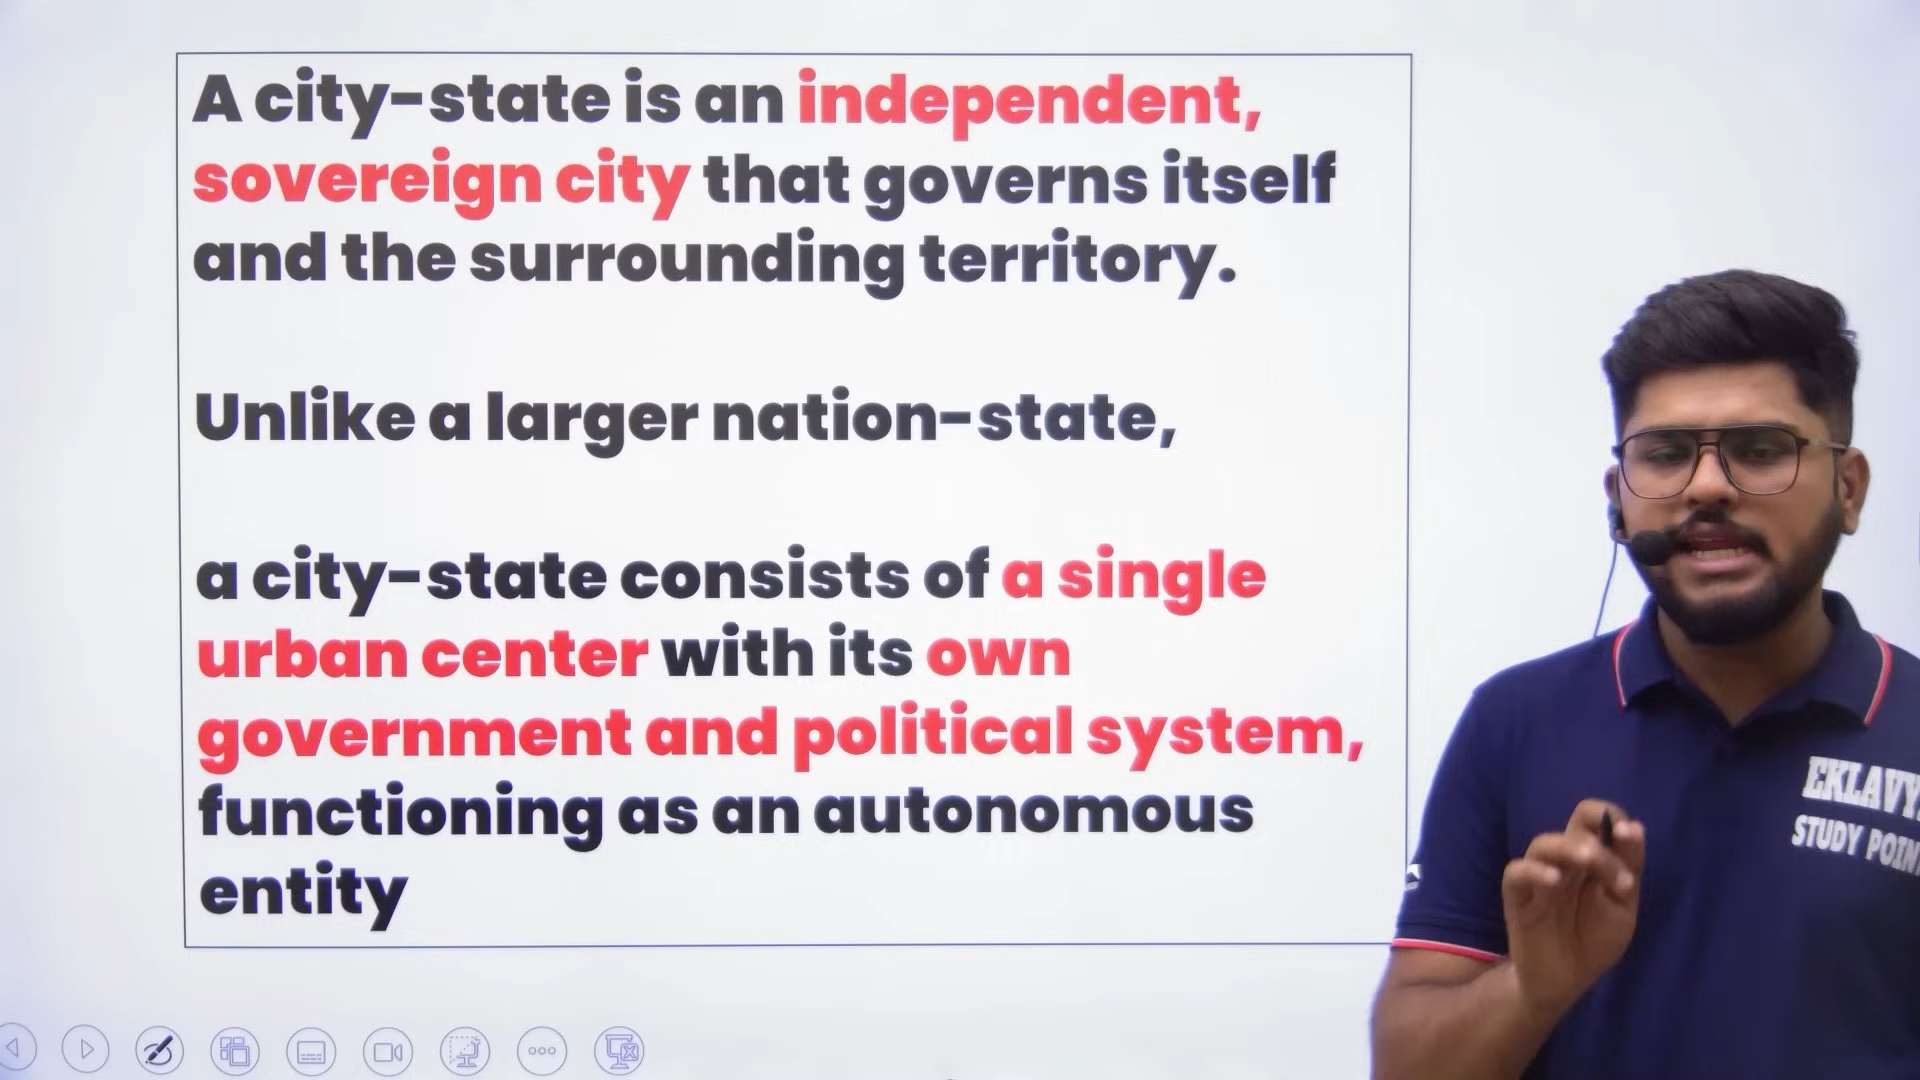 A city-state is an independent,
sovereign city that governs itself
and the surrounding territory.
Unlike a larger nation-state,
a city-state consists of a single
urban center with its own
government and political system,
functioning as an autonomous
entity
EKLAVY
STUDY POIN